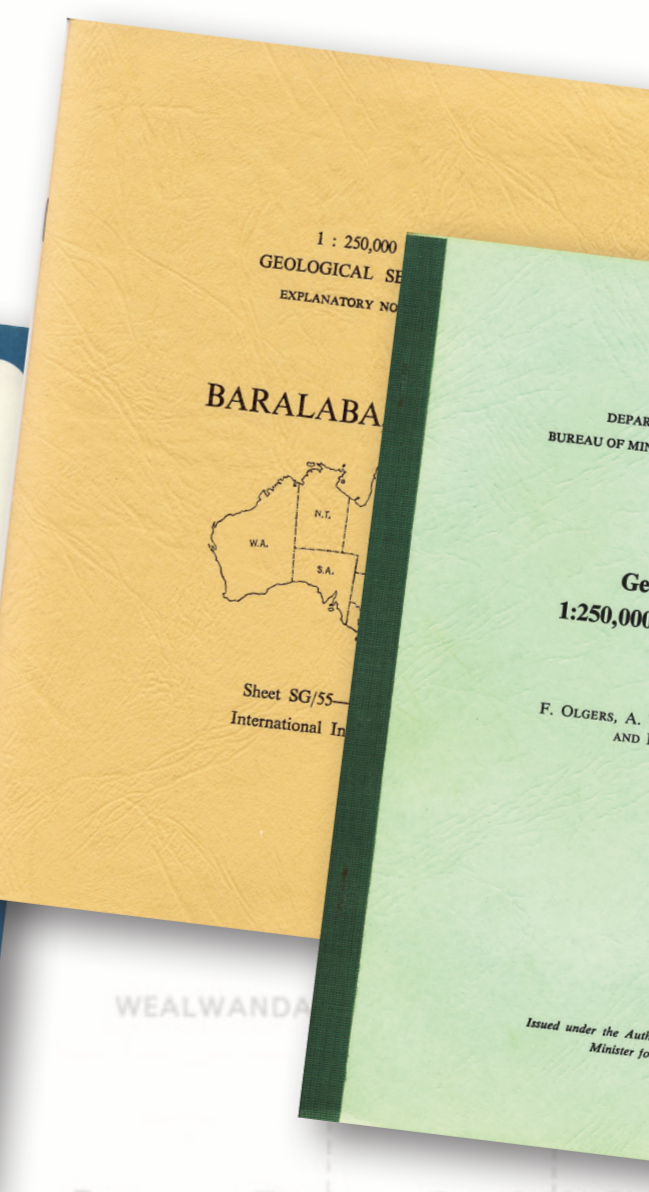 1 : 250,000
GEOLOGICAL SE
EXPLANATORY NO
BARALABA
N.T.
W.A.
S.A.
Sheet SG/55—
International In
DEPAR
BUREAU OF MIN
Ge
1:250,000
F. OLGERS, A.
AND
Issued under the Auth
Minister fo
WEALWANDA